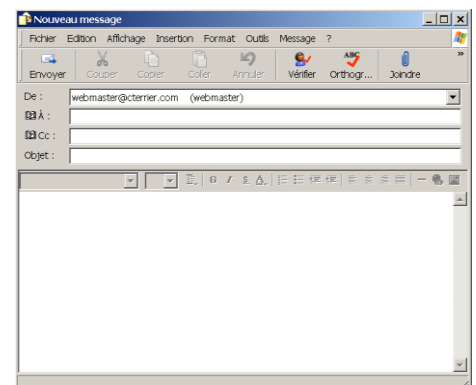 Nouveau message
Fichier Edition Affichage Insertion Format Outils Message ?
Envoyer Couper Copier Coller Annuler Vérifier Orthogr... Joindre »
De : webmaster@cterrier.com (webmaster)
À :
Cc :
Objet :
G I S A